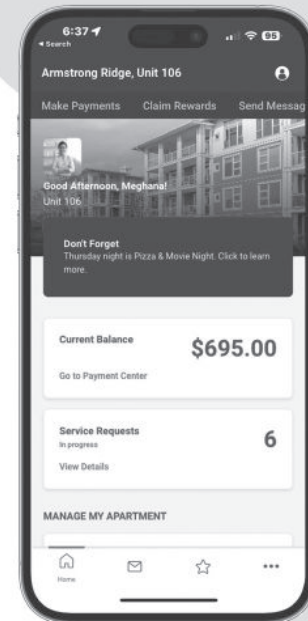 6:37
95
Search
Armstrong Ridge, Unit 106
Make Payments Claim Rewards Send Messag
Good Afternoon, Meghana!
Unit 106
Don't Forget
Thursday night is Pizza & Movie Night. Click to learn
more.
Current Balance
$695.00
Go to Payment Center
Service Requests
In progress
6
View Details
MANAGE MY APARTMENT
Home